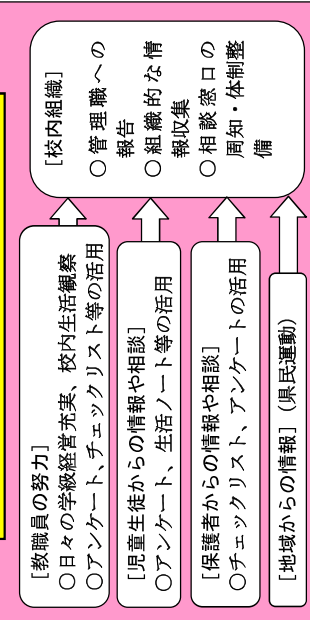 [教職員の努力]
○日々の学級経営充実、校内生活観察
○アンケート、チェックリスト等の活用
[児童生徒からの情報や相談]
○アンケート、生活ノート等の活用
[保護者からの情報や相談]
○チェックリスト、アンケートの活用
[地域からの情報]（県民運動）
[校内組織]
○管理職への
報告
○組織的な情
報収集
○相談窓口の
周知・体制整
備